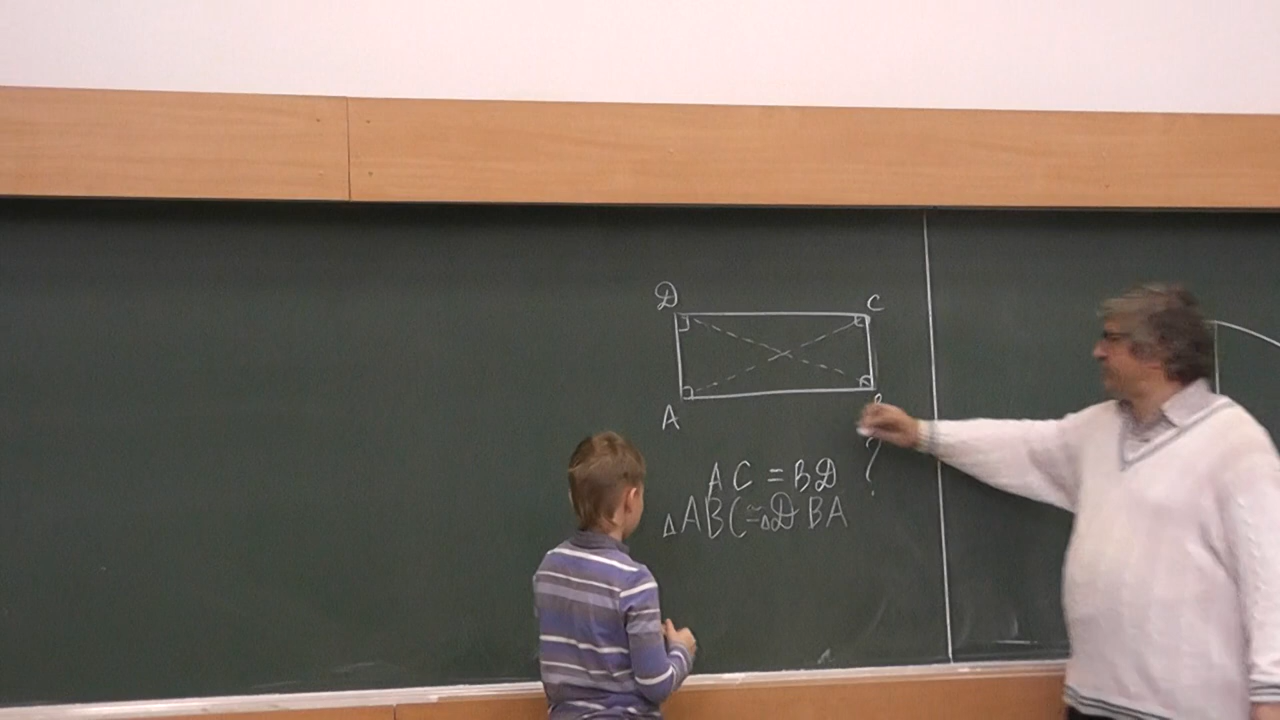 D C
A B
AC = BD ?
△ABC≅△DBA